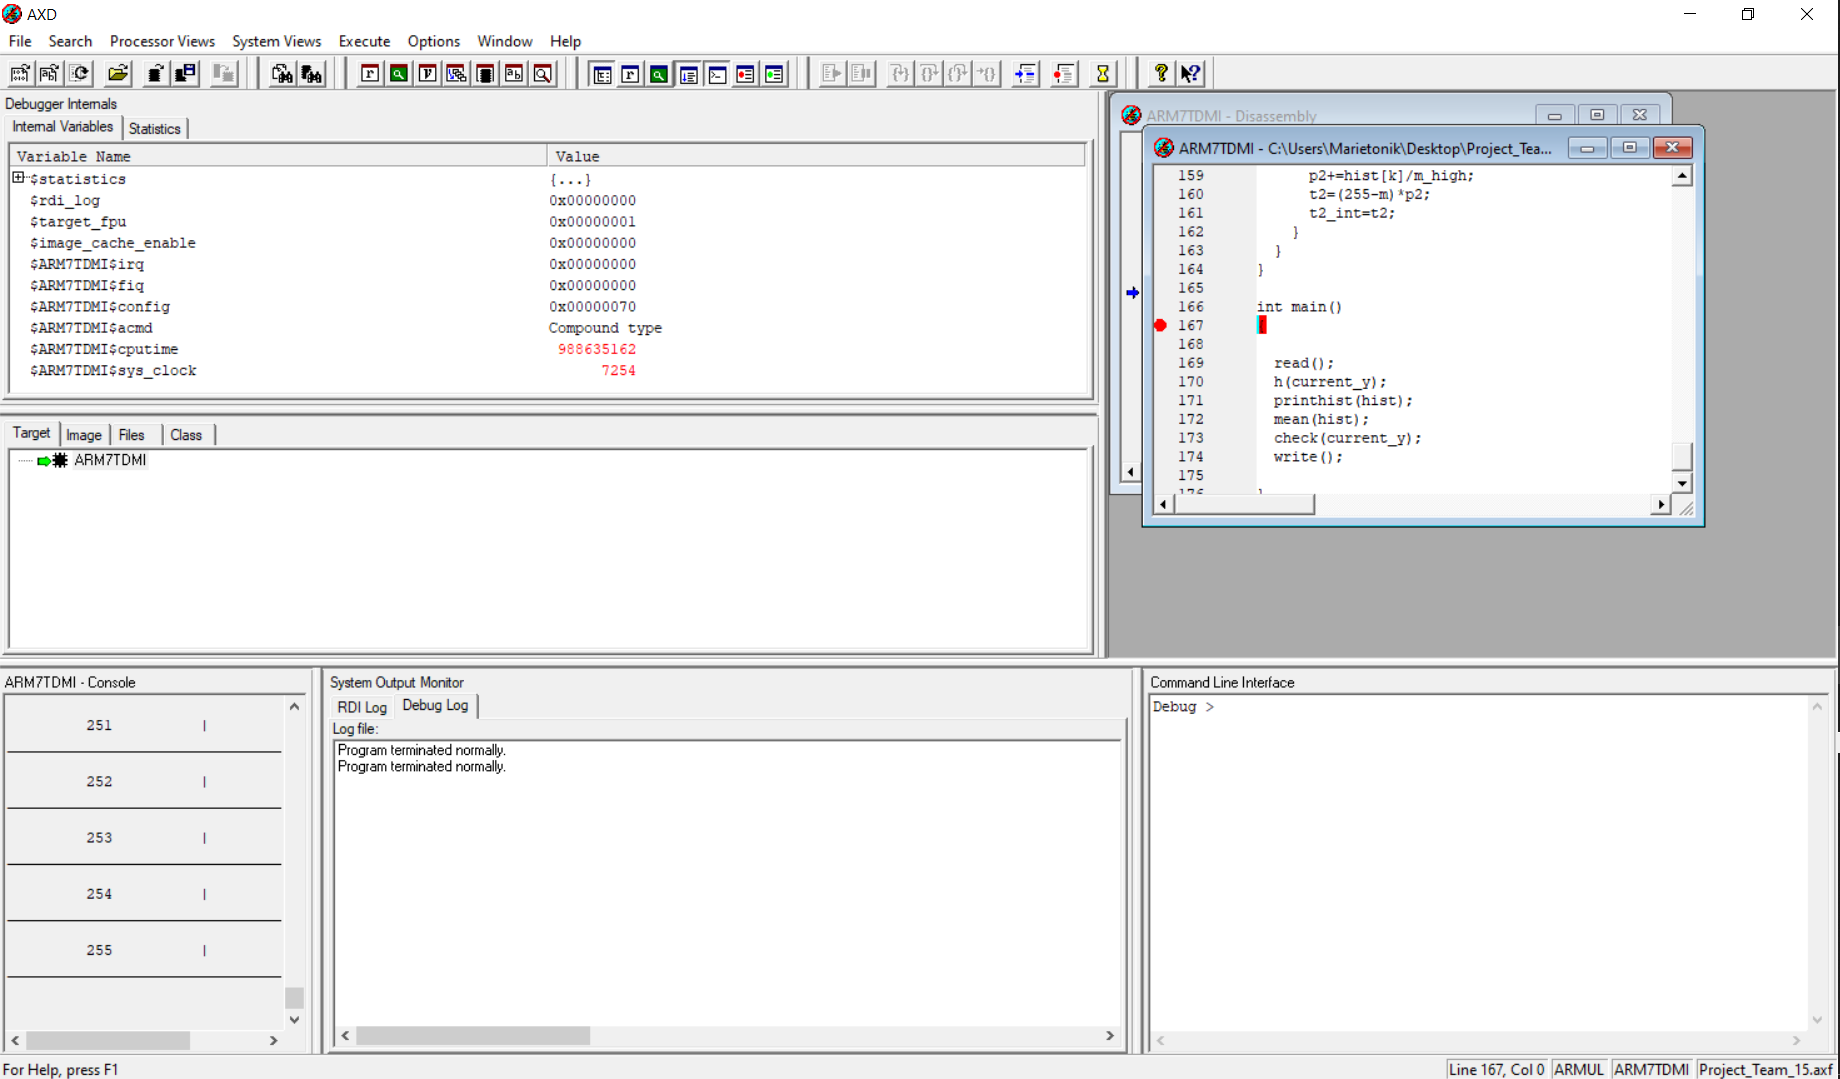 AXD
File Search Processor Views System Views Execute Options Window Help
Debugger Internals
Internal Variables Statistics
Variable Name Value
$statistics {...}
$rdi_log 0x00000000
$target_fpu 0x00000001
$image_cache_enable 0x00000000
$ARM7TDMI$irq 0x00000000
$ARM7TDMI$fiq 0x00000000
$ARM7TDMI$config 0x00000070
$ARM7TDMI$acmd Compound type
$ARM7TDMI$cputime 988635162
$ARM7TDMI$sys_clock 7254
Target Image Files Class
ARM7TDMI
ARM7TDMI - Disassembly
ARM7TDMI - C:\Users\Marietonik\Desktop\Project_Tea...
159 p2+=hist[k]/m_high;
160 t2=(255-m)*p2;
161 t2_int=t2;
162 }
163 }
164 }
165
166 int main()
167 {
168
169 read();
170 h(current_y);
171 printhist(hist);
172 mean(hist);
173 check(current_y);
174 write();
175
176 }
ARM7TDMI - Console
251 |
252 |
253 |
254 |
255 |
System Output Monitor
RDI Log Debug Log
Log file:
Program terminated normally.
Program terminated normally.
Command Line Interface
Debug >
For Help, press F1
Line 167, Col 0 ARMUL ARM7TDMI Project_Team_15.axf